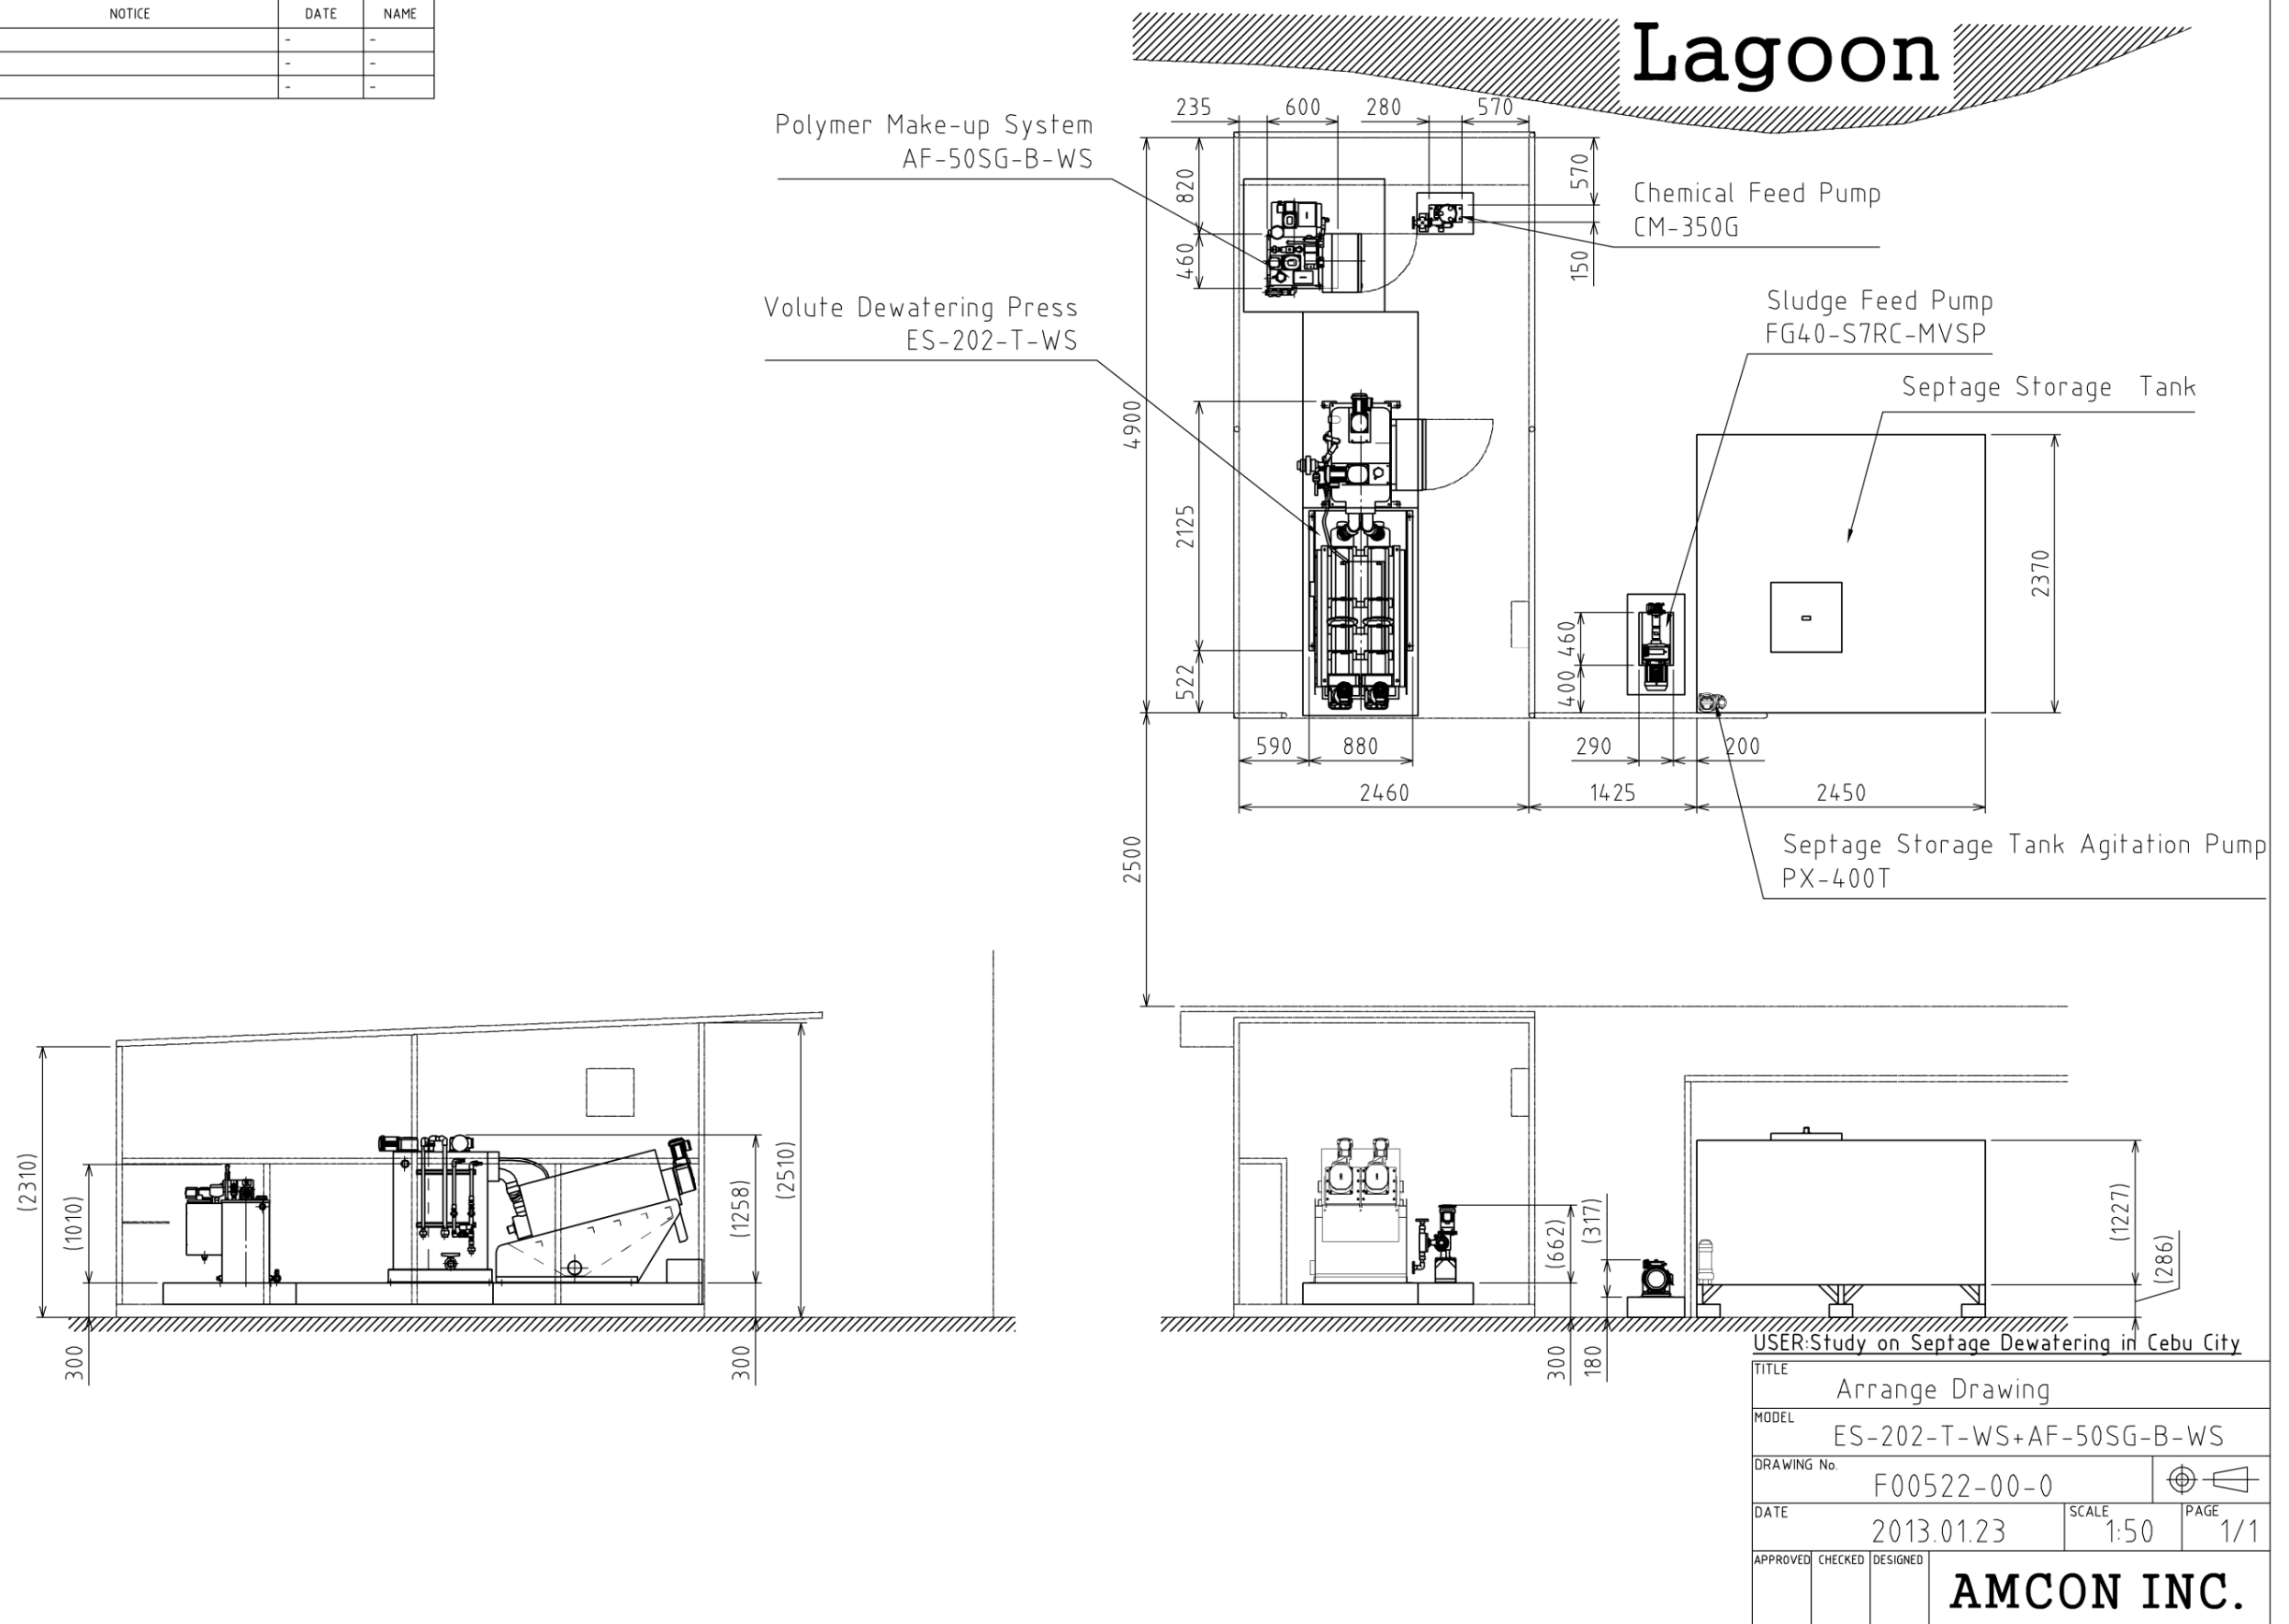 NOTICE DATE NAME
- -
- -
- -
Lagoon
235 600 280 570
Polymer Make-up System
AF-50SG-B-WS
820
570
Chemical Feed Pump
CM-350G
460
150
Volute Dewatering Press
ES-202-T-WS
Sludge Feed Pump
FG40-S7RC-MVSP
Septage Storage Tank
4900
2125
2370
460
522
400
590 880 290 200
2460 1425 2450
2500
Septage Storage Tank Agitation Pump
PX-400T
(2310)
(1010)
(1258)
(2510)
(662)
(317)
(1227)
(286)
300
300
300
180
USER:Study on Septage Dewatering in Cebu City
TITLE
Arrange Drawing
MODEL
ES-202-T-WS+AF-50SG-B-WS
DRAWING No.
F00522-00-0
DATE SCALE PAGE
2013.01.23 1:50 1/1
APPROVED CHECKED DESIGNED
AMCON INC.